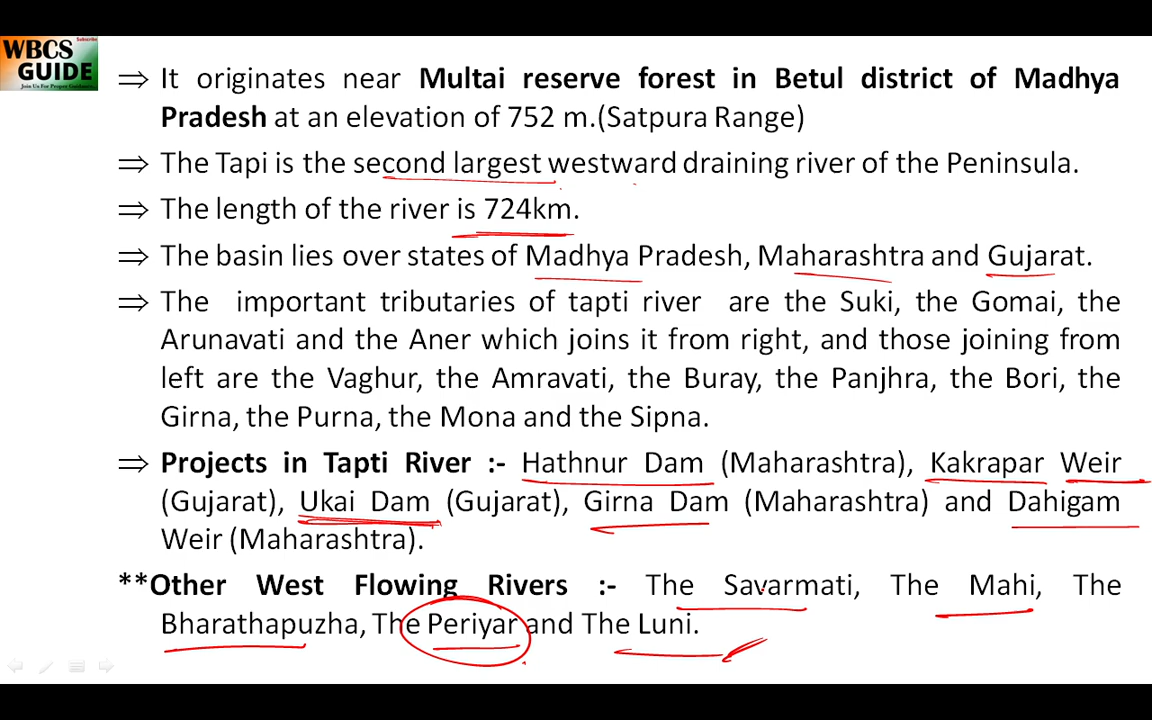 Subscribe
WBCS
GUIDE
Join Us For Proper Guidance
⇒ It originates near Multai reserve forest in Betul district of Madhya
Pradesh at an elevation of 752 m.(Satpura Range)
⇒ The Tapi is the second largest westward draining river of the Peninsula.
⇒ The length of the river is 724km.
⇒ The basin lies over states of Madhya Pradesh, Maharashtra and Gujarat.
⇒ The important tributaries of tapti river are the Suki, the Gomai, the
Arunavati and the Aner which joins it from right, and those joining from
left are the Vaghur, the Amravati, the Buray, the Panjhra, the Bori, the
Girna, the Purna, the Mona and the Sipna.
⇒ Projects in Tapti River :- Hathnur Dam (Maharashtra), Kakrapar Weir
(Gujarat), Ukai Dam (Gujarat), Girna Dam (Maharashtra) and Dahigam
Weir (Maharashtra).
**Other West Flowing Rivers :- The Savarmati, The Mahi, The
Bharathapuzha, The Periyar and The Luni.